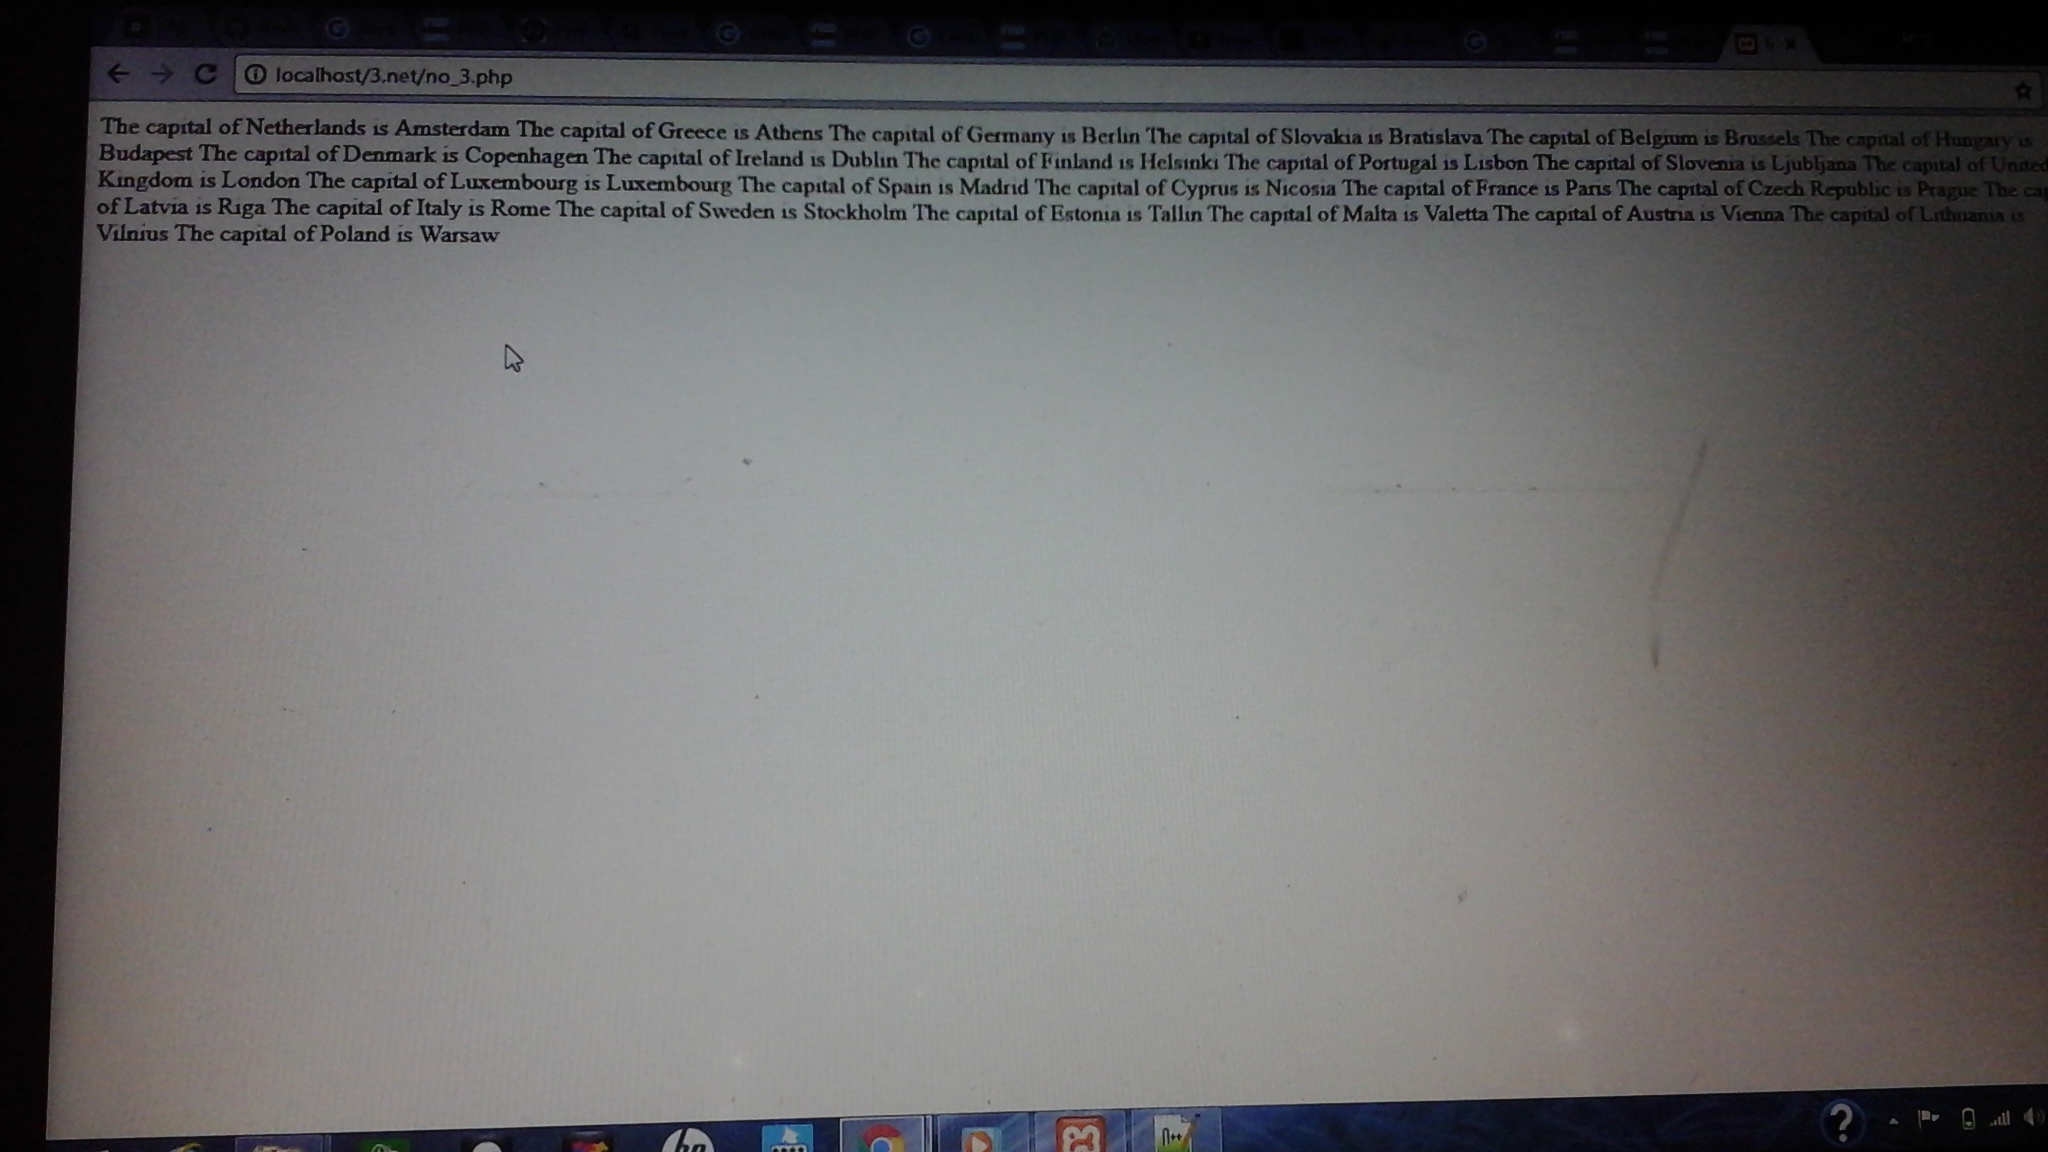 localhost/3.net/no_3.php
The capital of Netherlands is Amsterdam The capital of Greece is Athens The capital of Germany is Berlin The capital of Slovakia is Bratislava The capital of Belgium is Brussels The capital of Hungary is
Budapest The capital of Denmark is Copenhagen The capital of Ireland is Dublin The capital of Finland is Helsinki The capital of Portugal is Lisbon The capital of Slovenia is Ljubljana The capital of United
Kingdom is London The capital of Luxembourg is Luxembourg The capital of Spain is Madrid The capital of Cyprus is Nicosia The capital of France is Paris The capital of Czech Republic is Prague The
of Latvia is Riga The capital of Italy is Rome The capital of Sweden is Stockholm The capital of Estonia is Tallin The capital of Malta is Valetta The capital of Austria is Vienna The capital of Lithuania is
Vilnius The capital of Poland is Warsaw
hp